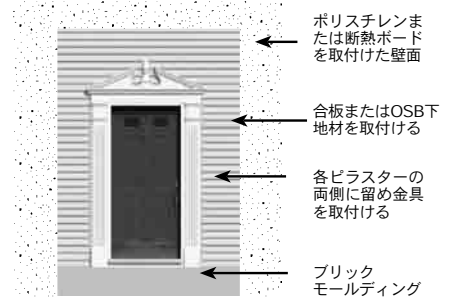 ポリスチレンま
たは断熱ボード
を取付けた壁面
合板またはOSB下
地材を取付ける
各ピラスターの
両側に留め金具
を取付ける
ブリック
モールディング